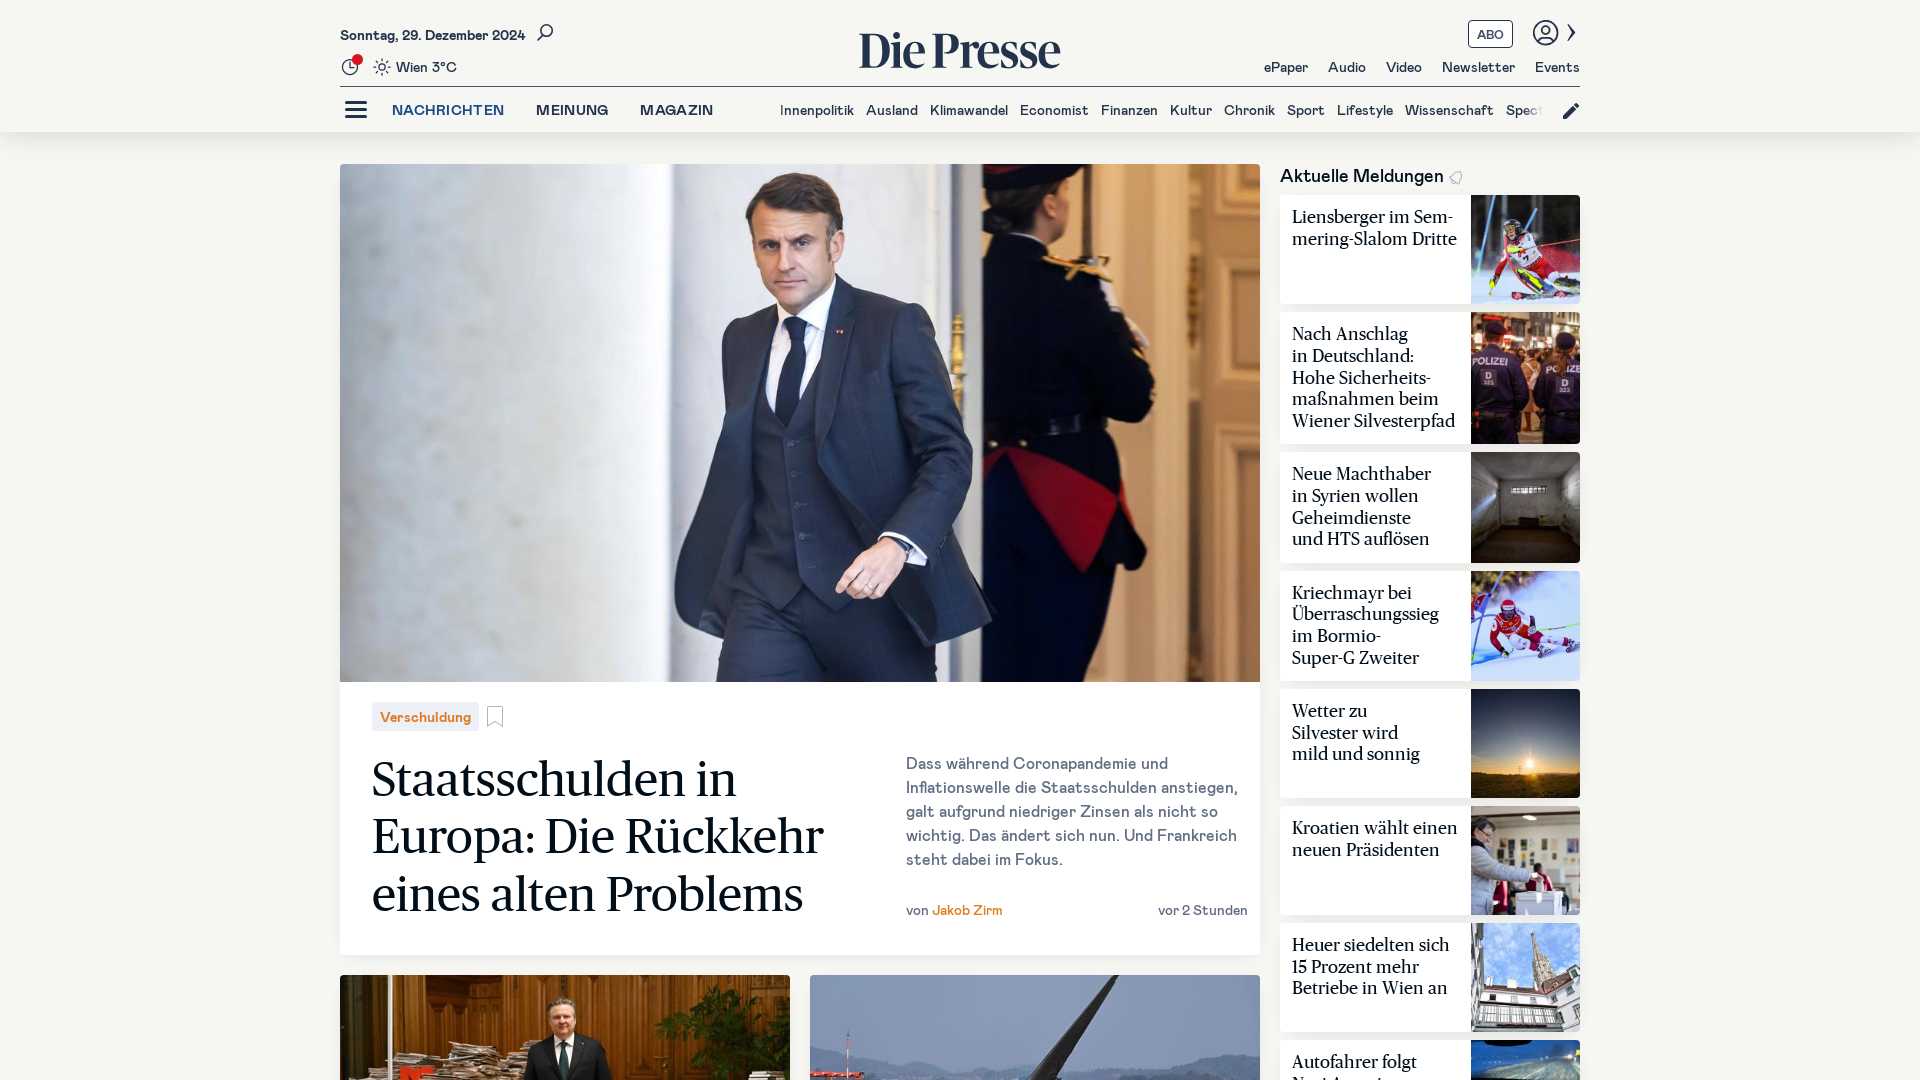 Sonntag, 29. Dezember 2024
Wien 3°C
Die Presse
ABO
ePaper Audio Video Newsletter Events
NACHRICHTEN MEINUNG MAGAZIN
Innenpolitik Ausland Klimawandel Economist Finanzen Kultur Chronik Sport Lifestyle Wissenschaft Spect
Verschuldung
Staatsschulden in
Europa: Die Rückkehr
eines alten Problems
Dass während Coronapandemie und
Inflationswelle die Staatsschulden anstiegen,
galt aufgrund niedriger Zinsen als nicht so
wichtig. Das ändert sich nun. Und Frankreich
steht dabei im Fokus.
von Jakob Zirm
vor 2 Stunden
Aktuelle Meldungen
Liensberger im Sem-
mering-Slalom Dritte
Nach Anschlag
in Deutschland:
Hohe Sicherheits-
maßnahmen beim
Wiener Silvesterpfad
POLIZEI
D
Neue Machthaber
in Syrien wollen
Geheimdienste
und HTS auflösen
Kriechmayr bei
Überraschungssieg
im Bormio-
Super-G Zweiter
Wetter zu
Silvester wird
mild und sonnig
Kroatien wählt einen
neuen Präsidenten
Heuer siedelten sich
15 Prozent mehr
Betriebe in Wien an
Autofahrer folgt